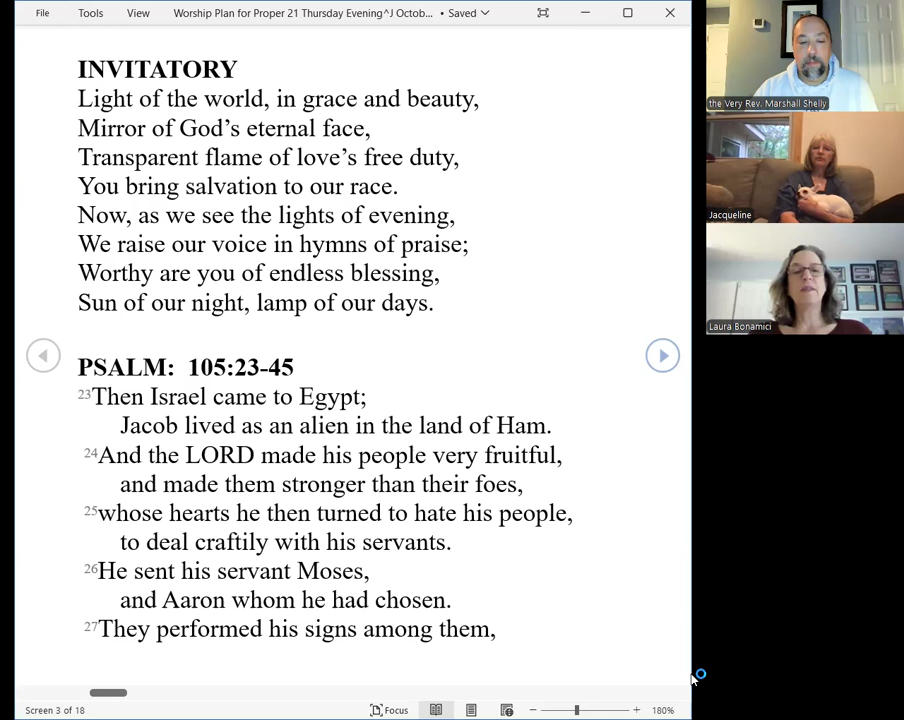 File Tools View Worship Plan for Proper 21 Thursday Evening^J Octob... • Saved
INVITATORY
Light of the world, in grace and beauty,
Mirror of God's eternal face,
Transparent flame of love's free duty,
You bring salvation to our race.
Now, as we see the lights of evening,
We raise our voice in hymns of praise;
Worthy are you of endless blessing,
Sun of our night, lamp of our days.
PSALM: 105:23-45
23Then Israel came to Egypt;
Jacob lived as an alien in the land of Ham.
24And the LORD made his people very fruitful,
and made them stronger than their foes,
25whose hearts he then turned to hate his people,
to deal craftily with his servants.
26He sent his servant Moses,
and Aaron whom he had chosen.
27They performed his signs among them,
Screen 3 of 18 Focus 180%
the Very Rev. Marshall Shelly
Jacqueline
Laura Bonamici